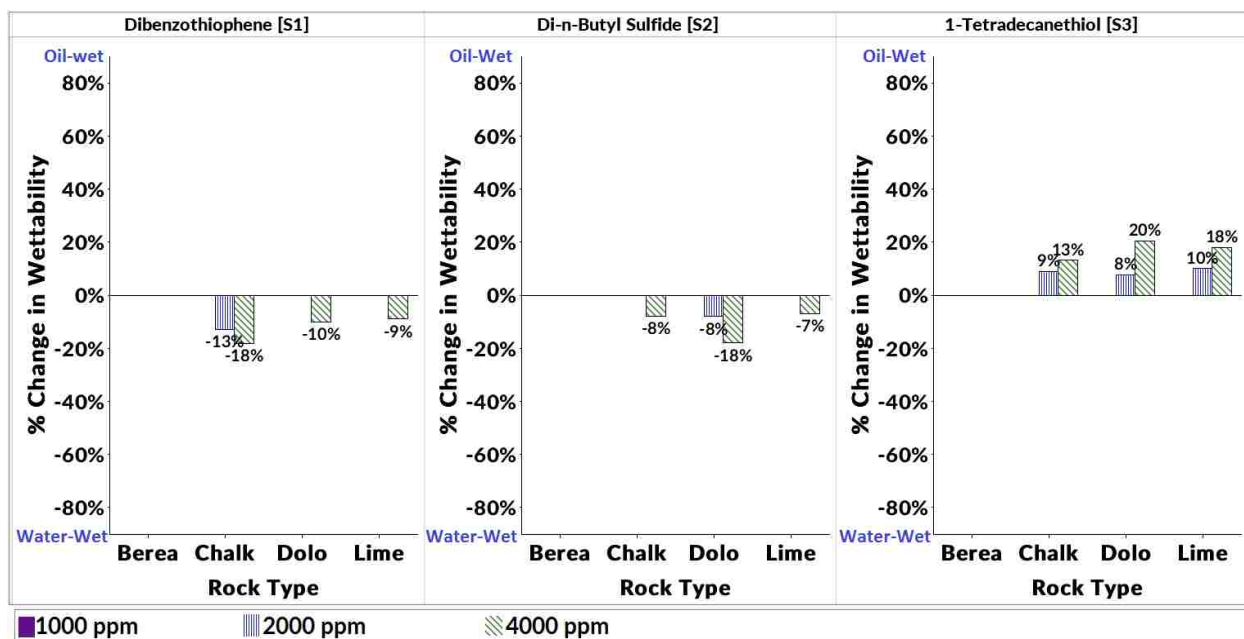 Dibenzothiophene [S1]
Oil-wet
80%
60%
40%
20%
0%
-20%
-40%
-60%
-80%
Water-Wet
% Change in Wettability
-13%
-18%
-10%
-9%
Berea Chalk Dolo Lime
Rock Type
Di-n-Butyl Sulfide [S2]
Oil-Wet
80%
60%
40%
20%
0%
-20%
-40%
-60%
-80%
Water-Wet
% Change in Wettability
-8%
-8%
-18%
-7%
Berea Chalk Dolo Lime
Rock Type
1-Tetradecanethiol [S3]
Oil-Wet
80%
60%
40%
20%
0%
-20%
-40%
-60%
-80%
Water-Wet
% Change in Wettability
9%
13%
8%
20%
10%
18%
Berea Chalk Dolo Lime
Rock Type
1000 ppm 2000 ppm 4000 ppm